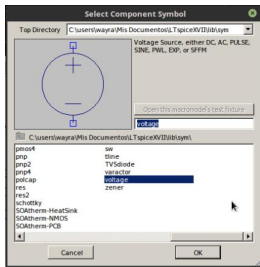 Select Component Symbol
Top Directory C:\users\wayra\Mis Documentos\LTspiceXVII\lib\sym
Voltage Source, either DC, AC, PULSE,
SINE, PWL, EXP, or SFFM
Open this macromodel's test fixture
voltage
C:\users\wayra\Mis Documentos\LTspiceXVII\lib\sym\
pmos4 sw
pnp tline
pnp2 TVSdiode
pnp4 varactor
polcap voltage
res zener
res2
schottky
SOAtherm-HeatSink
SOAtherm-NMOS
SOAtherm-PCB
Cancel OK